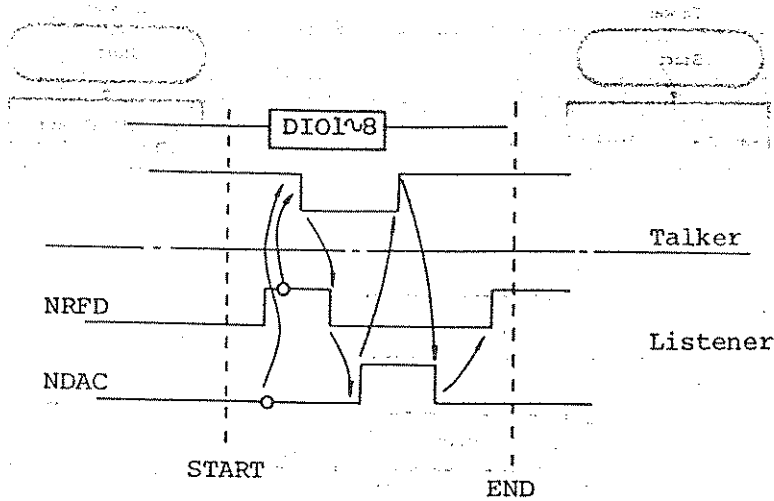 DIO1~8
Talker
NRFD
Listener
NDAC
START
END